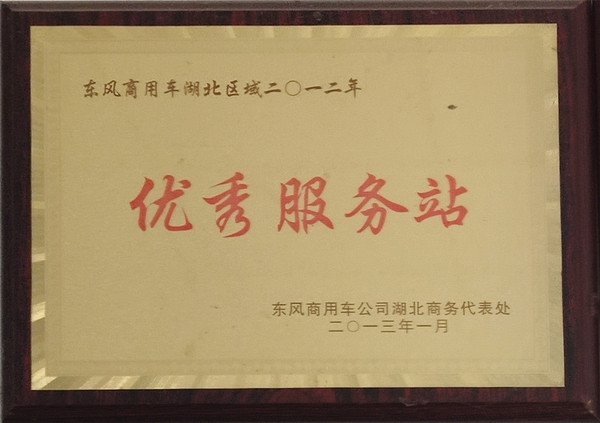 东风商用车湖北区域二〇一二年
优秀服务站
东风商用车公司湖北商务代表处
二〇一三年一月